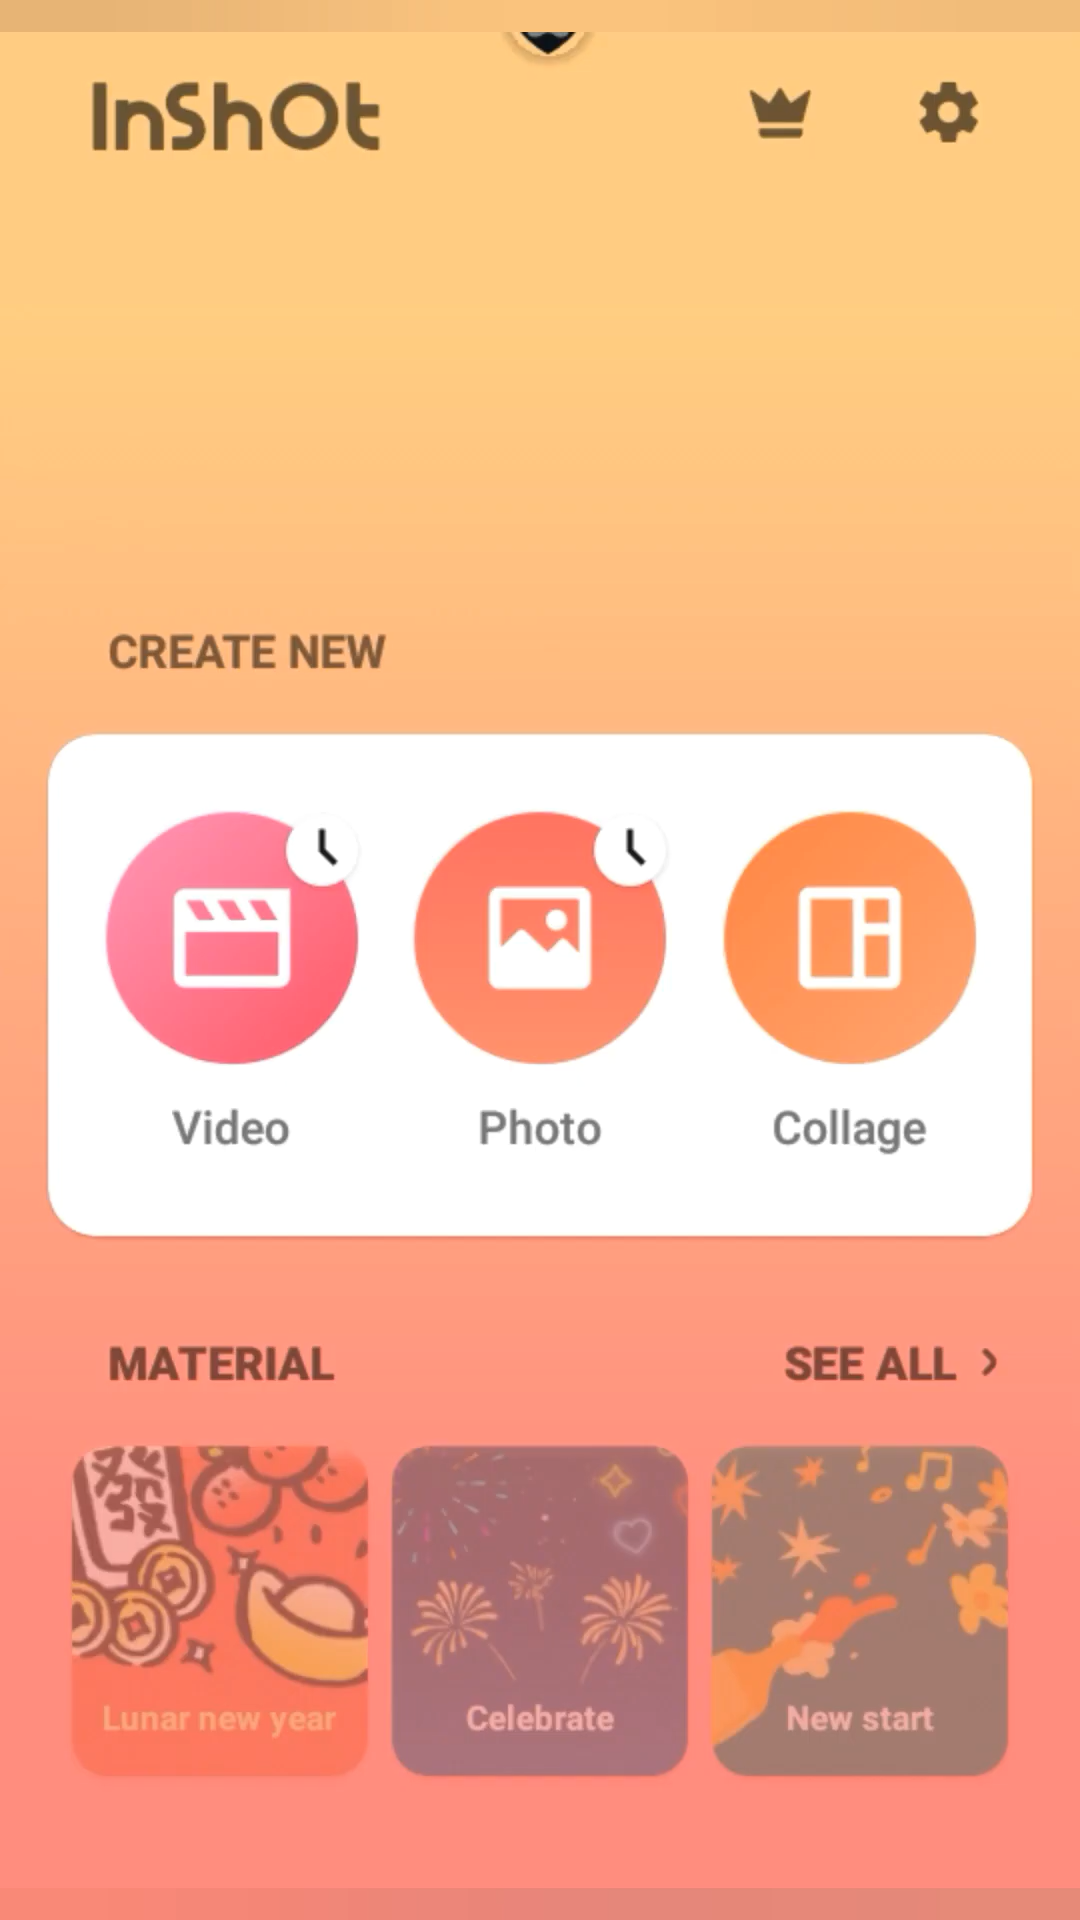 InShOt
CREATE NEW
Video
Photo
Collage
MATERIAL
SEE ALL
發
Lunar new year
Celebrate
New start